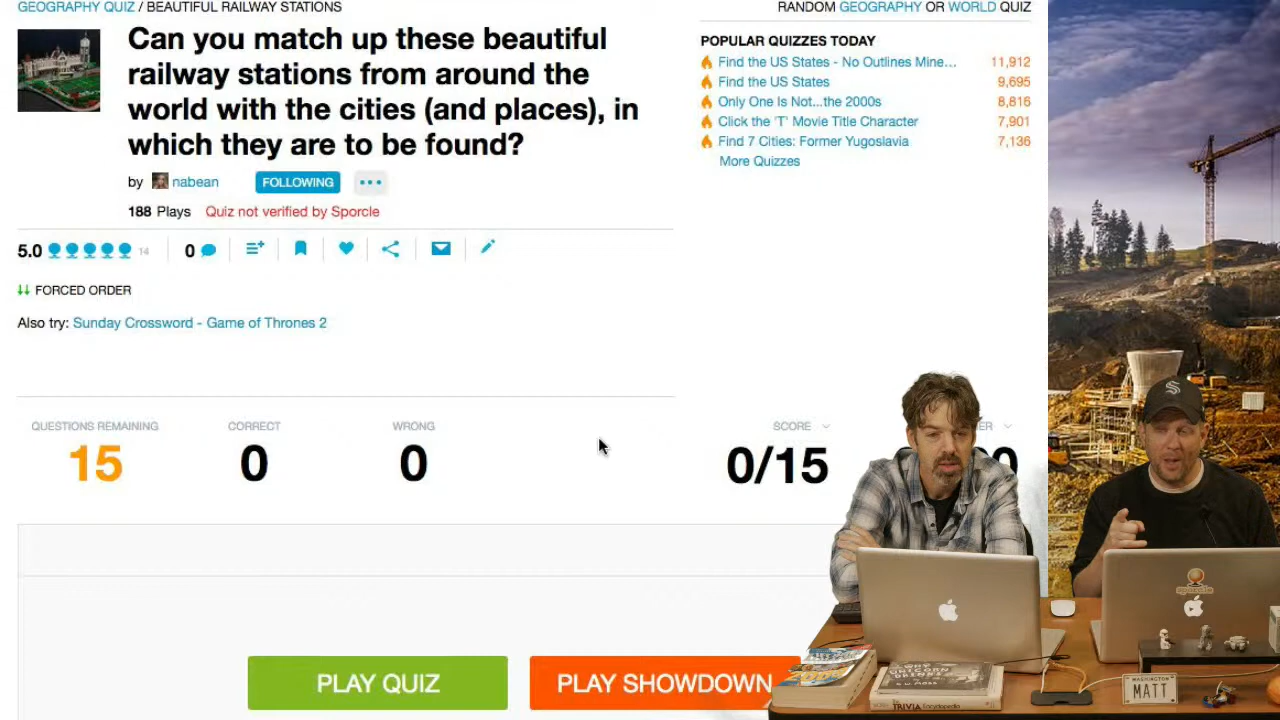 GEOGRAPHY QUIZ / BEAUTIFUL RAILWAY STATIONS
RANDOM GEOGRAPHY OR WORLD QUIZ
Can you match up these beautiful
railway stations from around the
world with the cities (and places), in
which they are to be found?
by nabean FOLLOWING
188 Plays Quiz not verified by Sporcle
5.0 14 0
FORCED ORDER
Also try: Sunday Crossword - Game of Thrones 2
POPULAR QUIZZES TODAY
Find the US States - No Outlines Mine... 11,912
Find the US States 9,695
Only One Is Not...the 2000s 8,816
Click the 'T' Movie Title Character 7,901
Find 7 Cities: Former Yugoslavia 7,136
More Quizzes
QUESTIONS REMAINING CORRECT WRONG SCORE
15 0 0 0/15
PLAY QUIZ PLAY SHOWDOWN
UNICORN
TRIVIA Encyclopedia
WASHINGTON
MATT